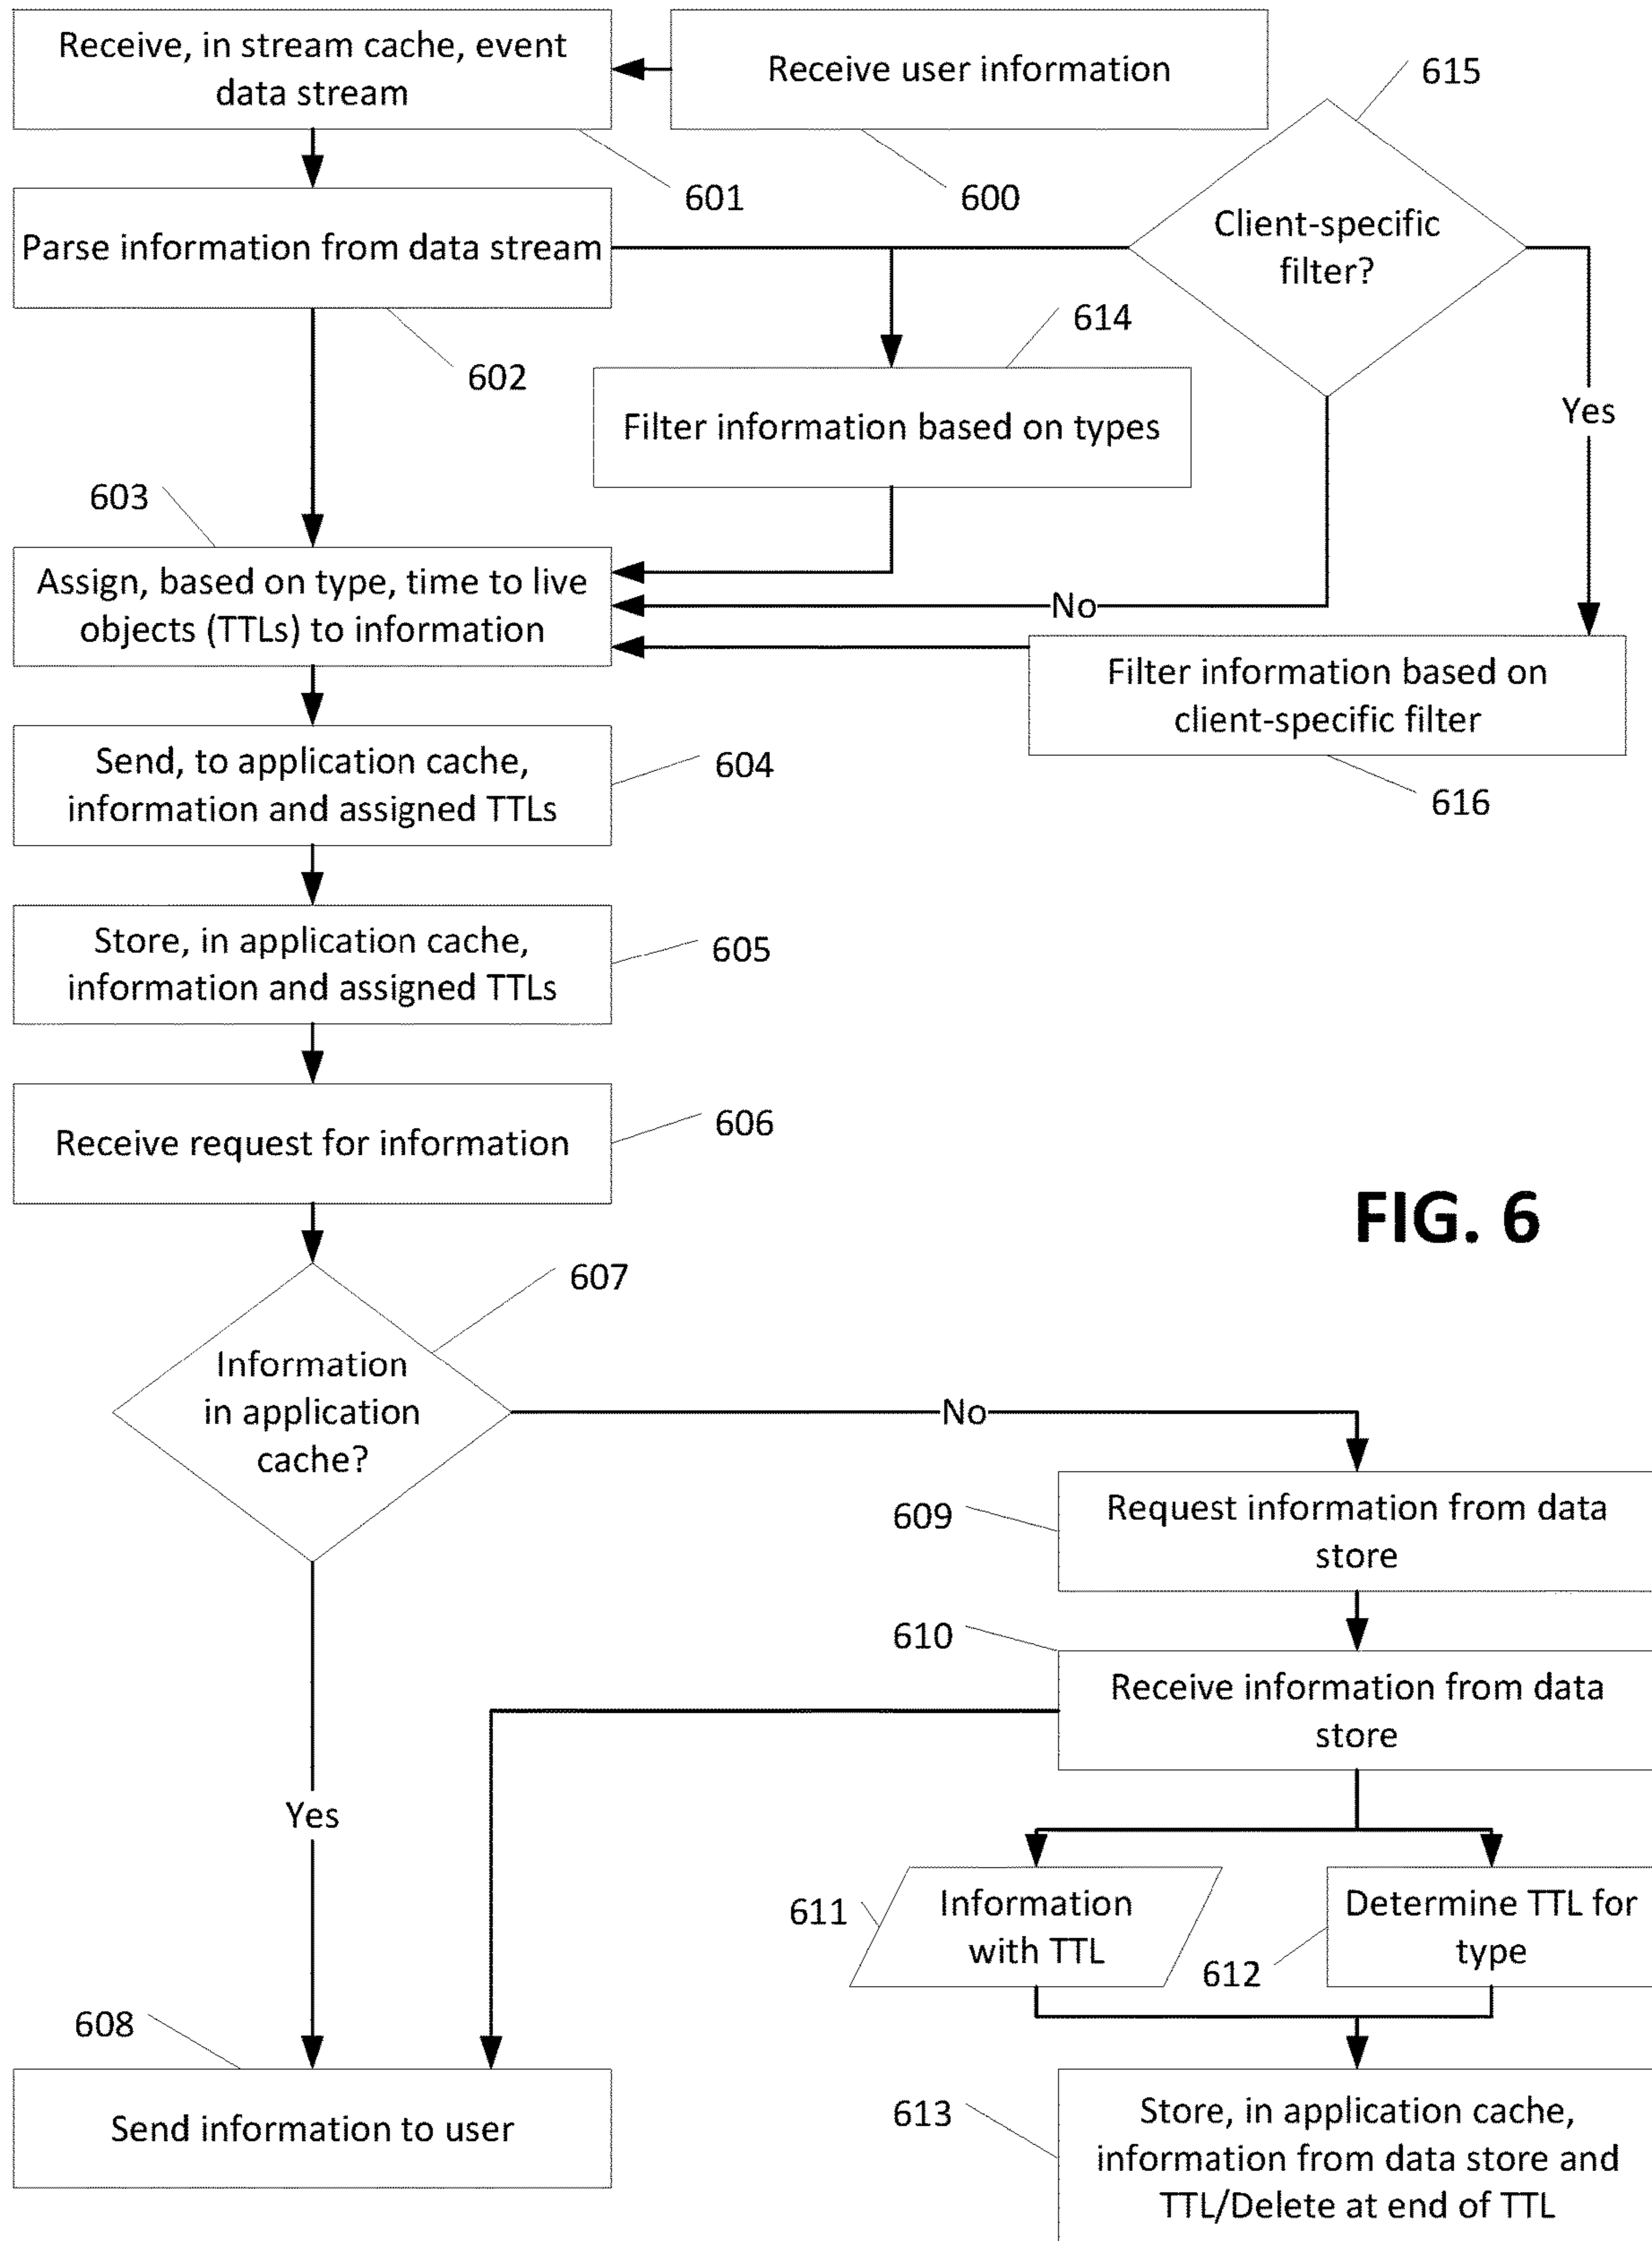 Receive, in stream cache, event
data stream
Receive user information
615
601
600
Client-specific
filter?
Parse information from data stream
614
602
Filter information based on types
Yes
603
Assign, based on type, time to live
objects (TTLs) to information
No
Filter information based on
client-specific filter
616
Send, to application cache,
information and assigned TTLs
604
Store, in application cache,
information and assigned TTLs
605
Receive request for information
606
FIG. 6
607
Information
in application
cache?
No
609
Request information from data
store
610
Receive information from data
store
Yes
611
Information
with TTL
612
Determine TTL for
type
608
Send information to user
613
Store, in application cache,
information from data store and
TTL/Delete at end of TTL